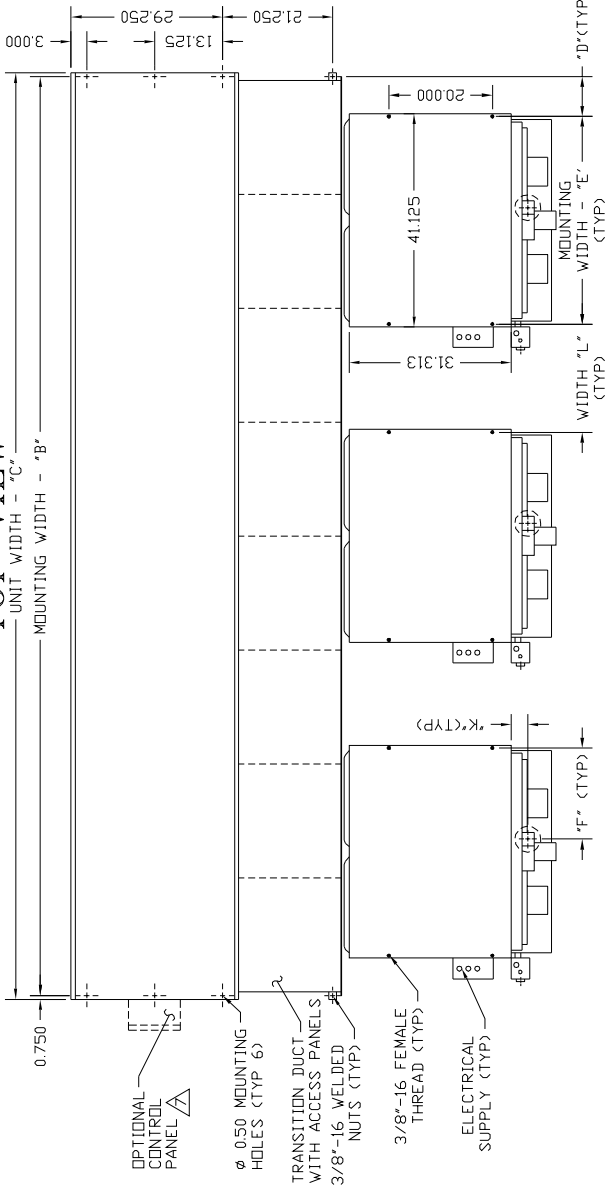 TOP VIEW
UNIT WIDTH - "C"
MOUNTING WIDTH - "B"
0.750
3.000
29.250
13.125
21.250
"D"(TYP)
20.000
41.125
31.313
MOUNTING
WIDTH - "E"
(TYP)
WIDTH "L"
(TYP)
"K"(TYP)
"F" (TYP)
OPTIONAL
CONTROL
PANEL
7
ø 0.50 MOUNTING
HOLES (TYP 6)
TRANSITION DUCT
WITH ACCESS PANELS
3/8"-16 WELDED
NUTS (TYP)
3/8"-16 FEMALE
THREAD (TYP)
ELECTRICAL
SUPPLY (TYP)